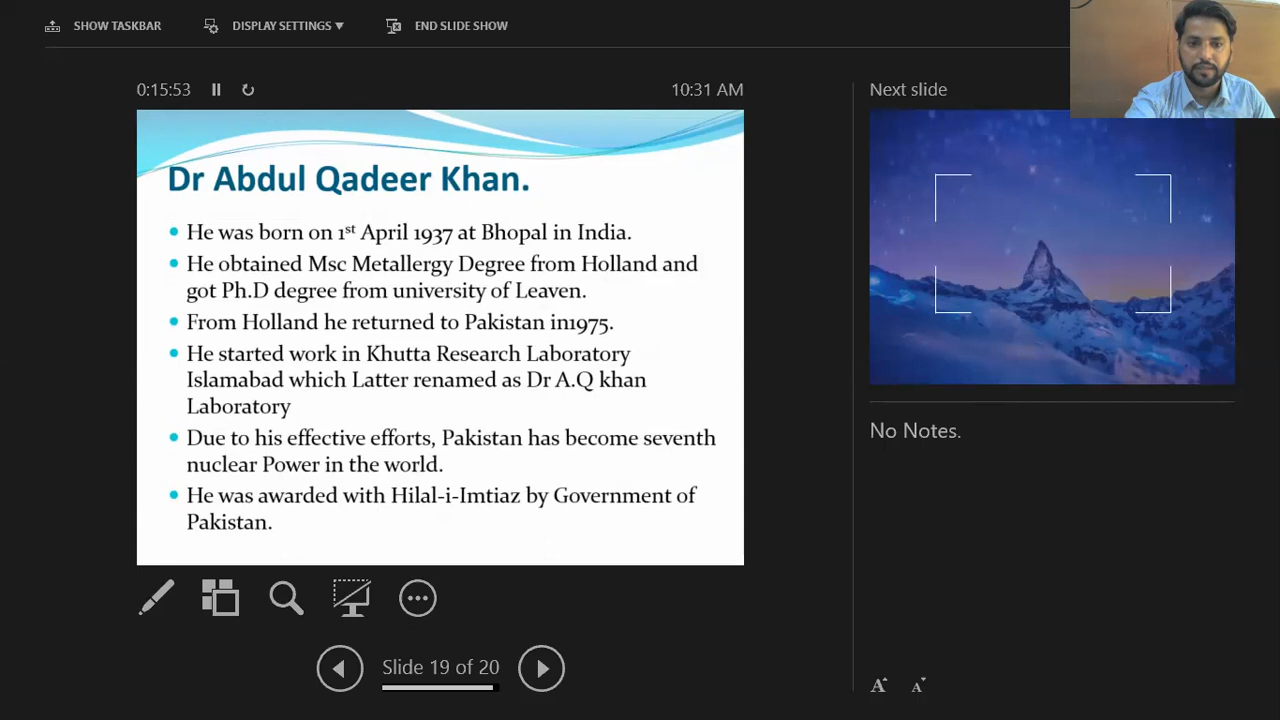 SHOW TASKBAR
DISPLAY SETTINGS
END SLIDE SHOW
0:15:53
10:31 AM
Dr Abdul Qadeer Khan.
He was born on 1st April 1937 at Bhopal in India.
He obtained Msc Metallergy Degree from Holland and
got Ph.D degree from university of Leaven.
From Holland he returned to Pakistan in1975.
He started work in Khutta Research Laboratory
Islamabad which Latter renamed as Dr A.Q khan
Laboratory
Due to his effective efforts, Pakistan has become seventh
nuclear Power in the world.
He was awarded with Hilal-i-Imtiaz by Government of
Pakistan.
Slide 19 of 20
Next slide
No Notes.
A A